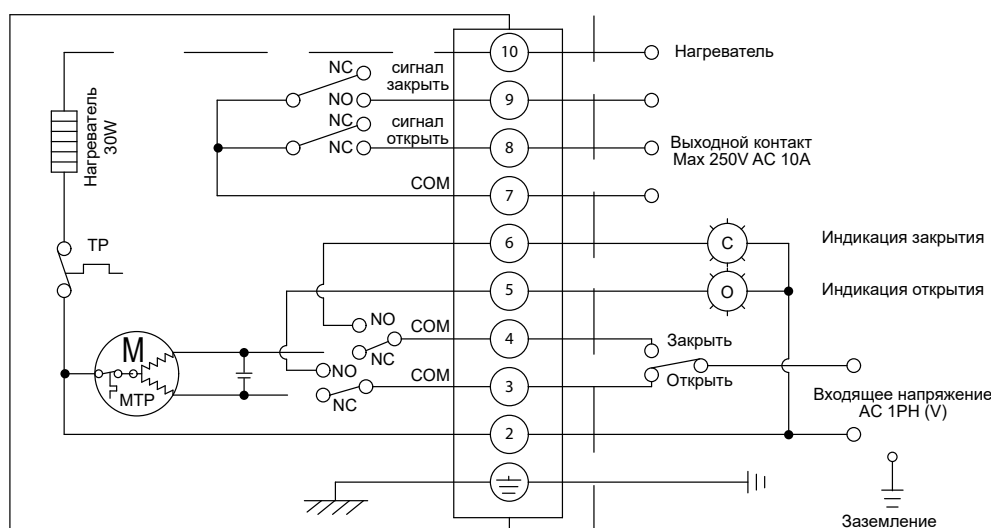 10
Нагреватель
NC
сигнал
закрыть
NO
9
NC
сигнал
открыть
NC
8
Выходной контакт
Max 250V AC 10A
COM
7
Нагреватель
30W
TP
6
C
Индикация закрытия
5
O
Индикация открытия
NO
COM
4
Закрыть
NC
M
MTP
NO
COM
3
Открыть
NC
Входящее напряжение
AC 1PH (V)
2
Заземление